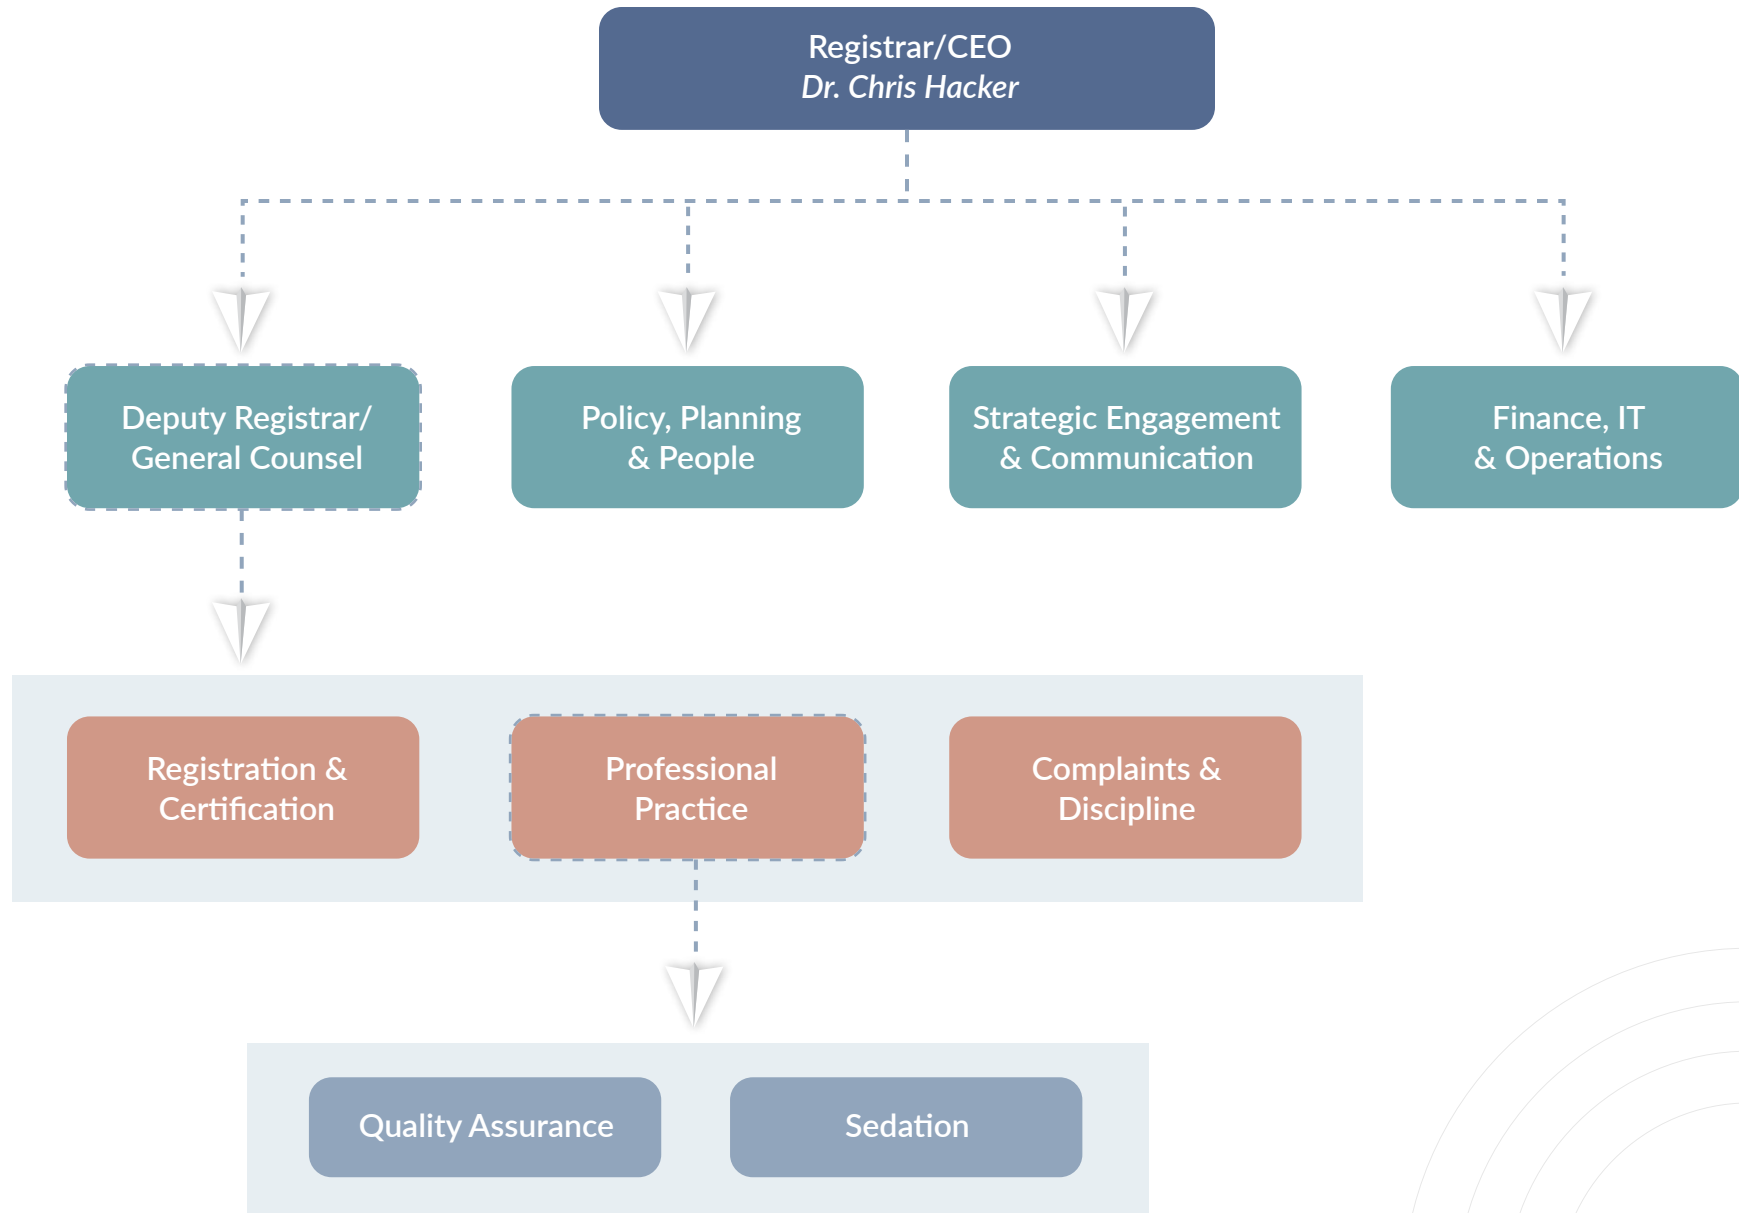 Registrar/CEO
Dr. Chris Hacker
Deputy Registrar/
General Counsel
Policy, Planning
& People
Strategic Engagement
& Communication
Finance, IT
& Operations
Registration &
Certification
Professional
Practice
Complaints &
Discipline
Quality Assurance
Sedation